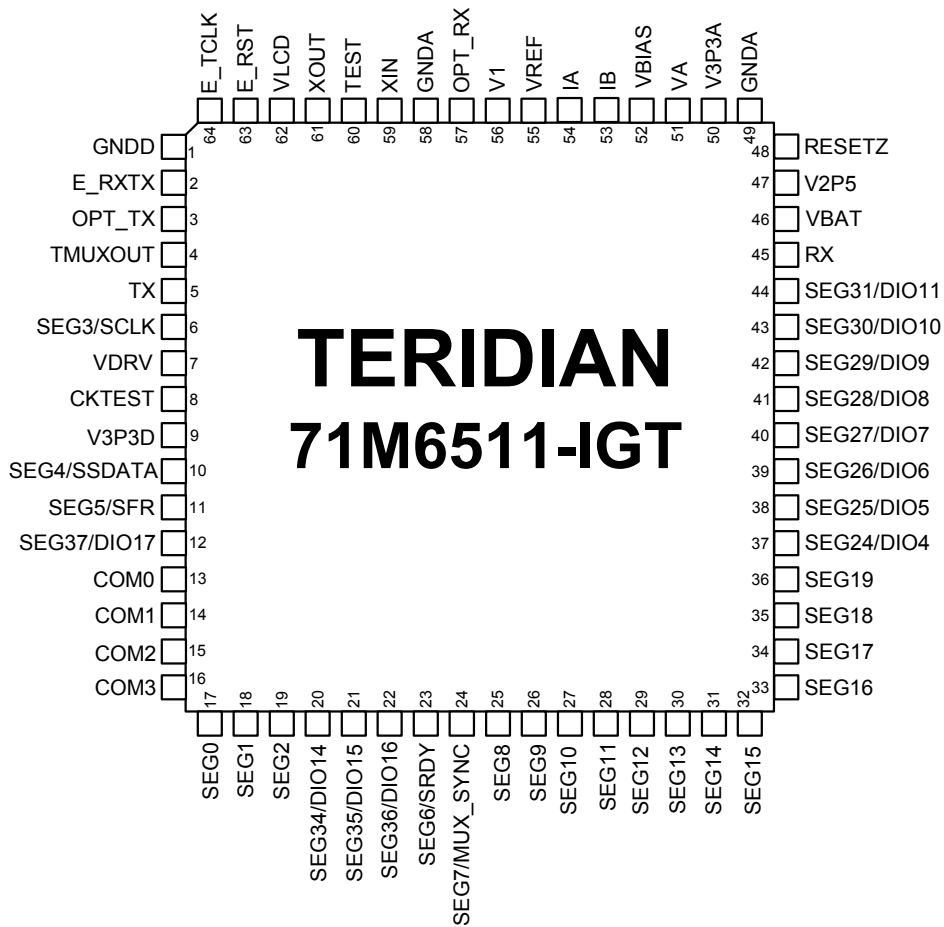 E_TCLK
E_RST
VLCD
XOUT
TEST
XIN
GNDA
OPT_RX
V1
VREF
IA
IB
VBIAS
VA
V3P3A
GNDA
64
63
62
61
60
59
58
57
56
55
54
53
52
51
50
49
GNDD 1
E_RXTX 2
OPT_TX 3
TMUXOUT 4
TX 5
SEG3/SCLK 6
VDRV 7
CKTEST 8
V3P3D 9
SEG4/SSDATA 10
SEG5/SFR 11
SEG37/DIO17 12
COM0 13
COM1 14
COM2 15
COM3 16
TERIDIAN
71M6511-IGT
48 RESETZ
47 V2P5
46 VBAT
45 RX
44 SEG31/DIO11
43 SEG30/DIO10
42 SEG29/DIO9
41 SEG28/DIO8
40 SEG27/DIO7
39 SEG26/DIO6
38 SEG25/DIO5
37 SEG24/DIO4
36 SEG19
35 SEG18
34 SEG17
33 SEG16
17
18
19
20
21
22
23
24
25
26
27
28
29
30
31
32
SEG0
SEG1
SEG2
SEG34/DIO14
SEG35/DIO15
SEG36/DIO16
SEG6/SRDY
SEG7/MUX_SYNC
SEG8
SEG9
SEG10
SEG11
SEG12
SEG13
SEG14
SEG15